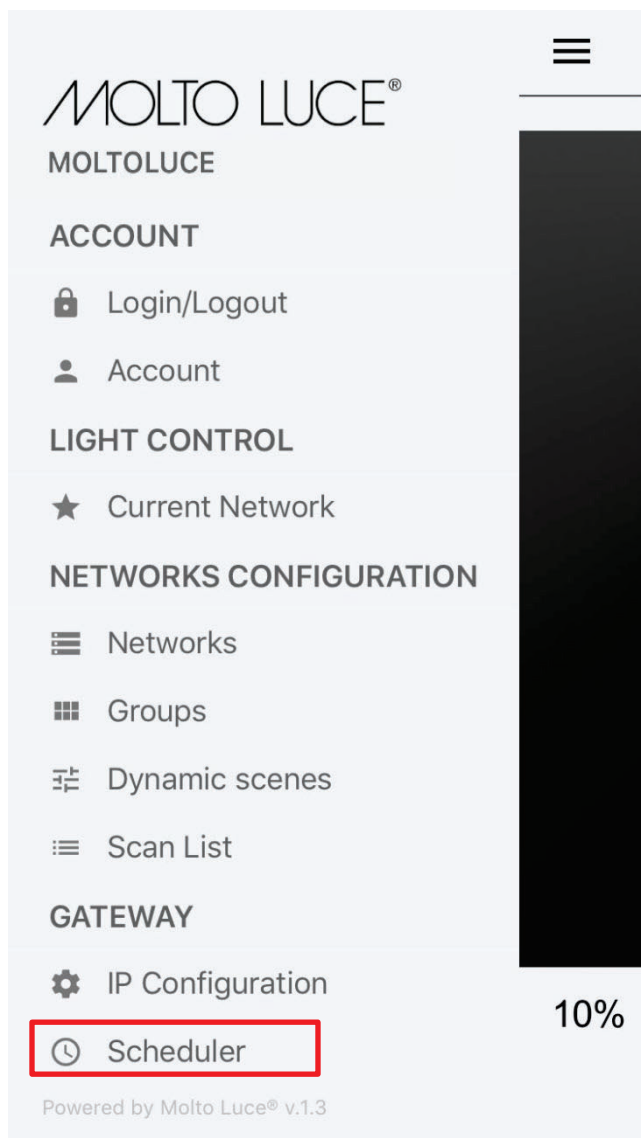 MOLTO LUCE®
MOLTOLUCE
ACCOUNT
Login/Logout
Account
LIGHT CONTROL
Current Network
NETWORKS CONFIGURATION
Networks
Groups
Dynamic scenes
Scan List
GATEWAY
IP Configuration
Scheduler
Powered by Molto Luce® v.1.3
10%